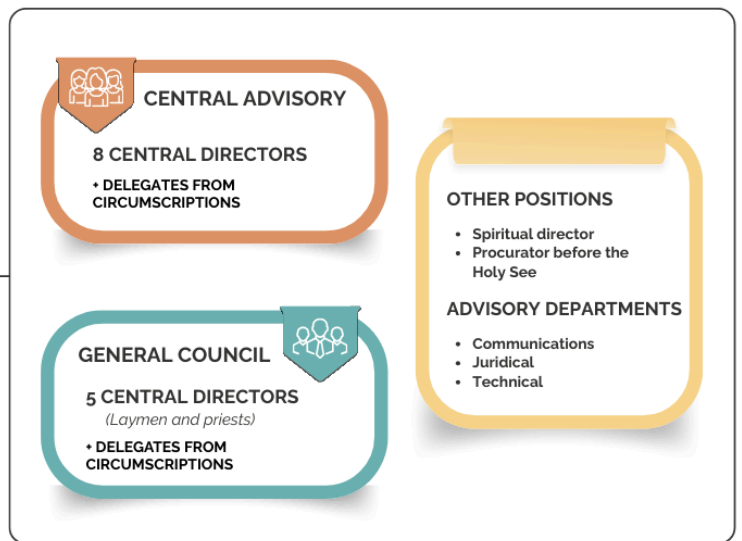 CENTRAL ADVISORY
8 CENTRAL DIRECTORS
+ DELEGATES FROM
CIRCUMSCRIPTIONS
GENERAL COUNCIL
5 CENTRAL DIRECTORS
(Laymen and priests)
+ DELEGATES FROM
CIRCUMSCRIPTIONS
OTHER POSITIONS
• Spiritual director
• Procurator before the
Holy See
ADVISORY DEPARTMENTS
• Communications
• Juridical
• Technical